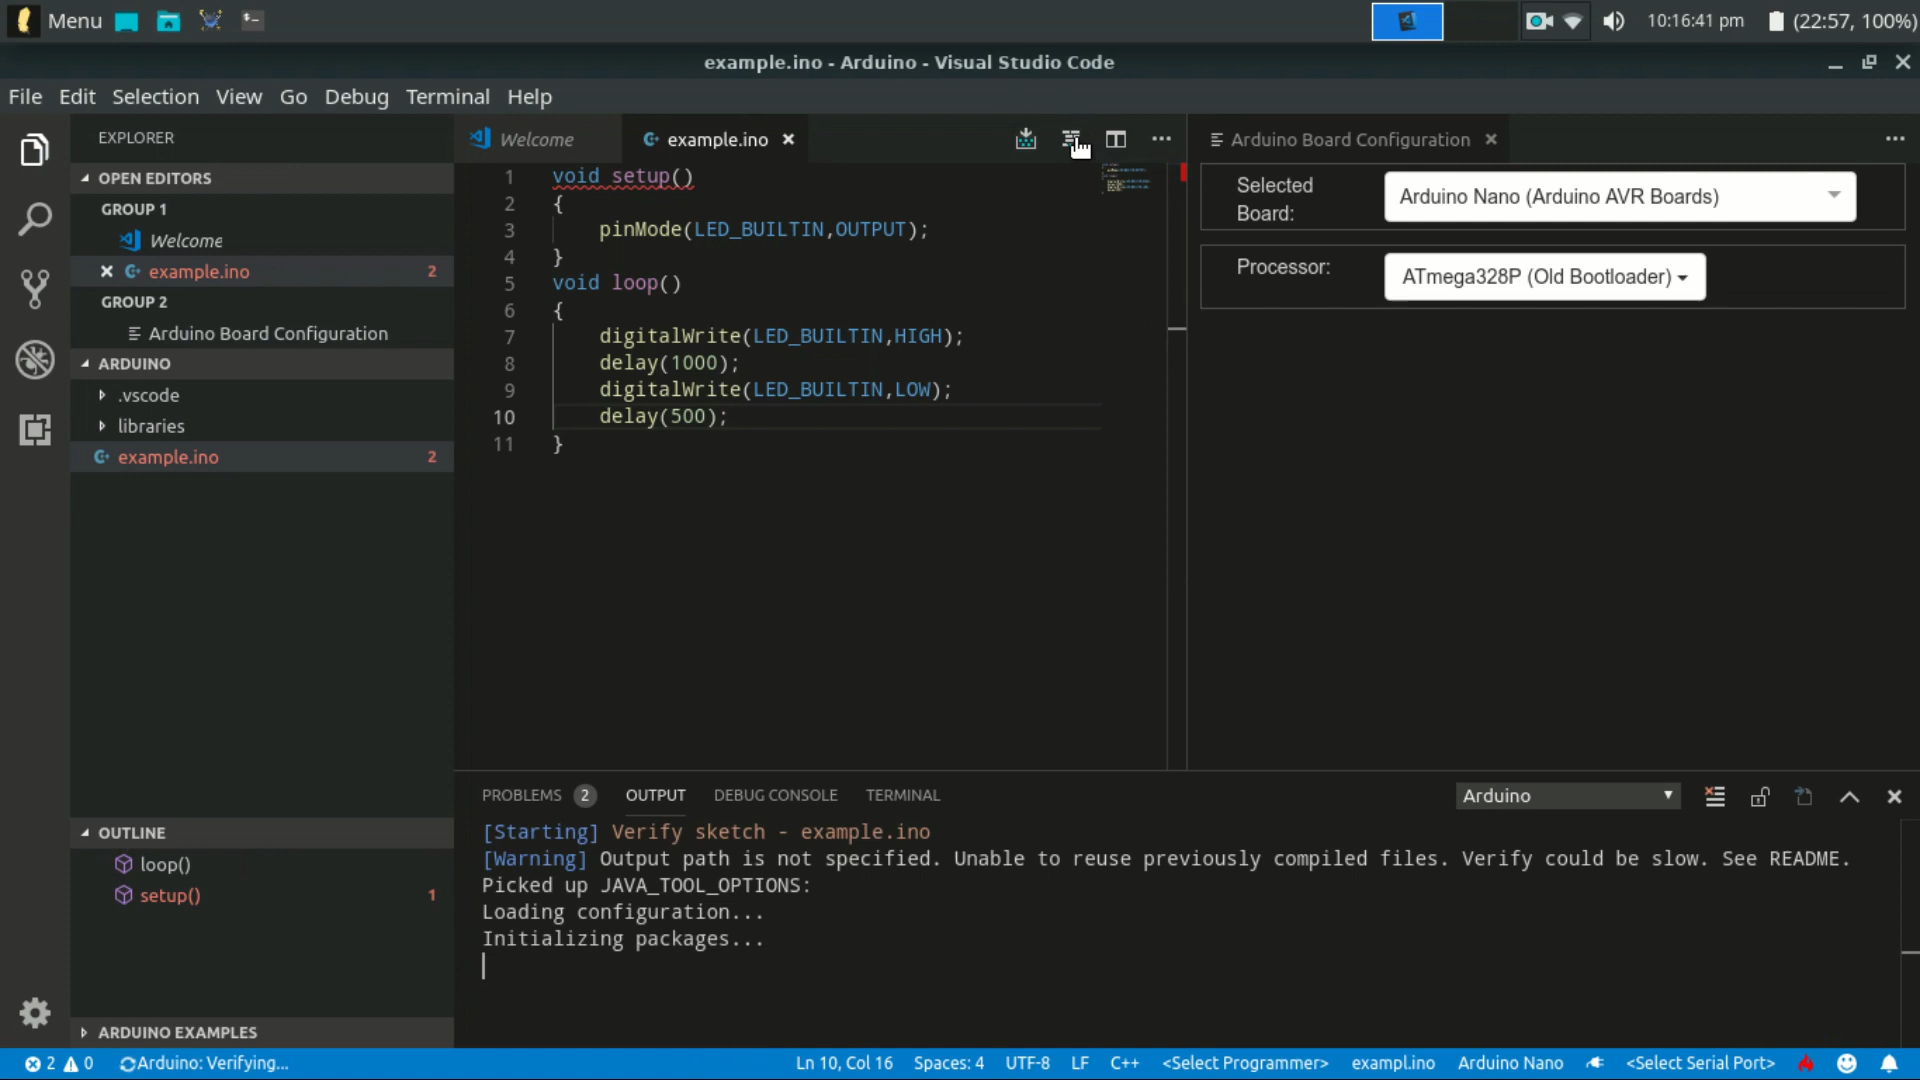 Menu
10:16:41 pm
(22:57, 100%)
example.ino - Arduino - Visual Studio Code
File Edit Selection View Go Debug Terminal Help
EXPLORER
OPEN EDITORS
GROUP 1
Welcome
example.ino 2
GROUP 2
Arduino Board Configuration
ARDUINO
.vscode
libraries
example.ino 2
OUTLINE
loop()
setup() 1
ARDUINO EXAMPLES
Welcome
example.ino
1 void setup()
2 {
3 pinMode(LED_BUILTIN,OUTPUT);
4 }
5 void loop()
6 {
7 digitalWrite(LED_BUILTIN,HIGH);
8 delay(1000);
9 digitalWrite(LED_BUILTIN,LOW);
10 delay(500);
11 }
Arduino Board Configuration
Selected
Board:
Arduino Nano (Arduino AVR Boards)
Processor:
ATmega328P (Old Bootloader)
PROBLEMS 2 OUTPUT DEBUG CONSOLE TERMINAL
Arduino
[Starting] Verify sketch - example.ino
[Warning] Output path is not specified. Unable to reuse previously compiled files. Verify could be slow. See README.
Picked up JAVA_TOOL_OPTIONS:
Loading configuration...
Initializing packages...
2 0 Arduino: Verifying... Ln 10, Col 16 Spaces: 4 UTF-8 LF C++ <Select Programmer> exampl.ino Arduino Nano <Select Serial Port>